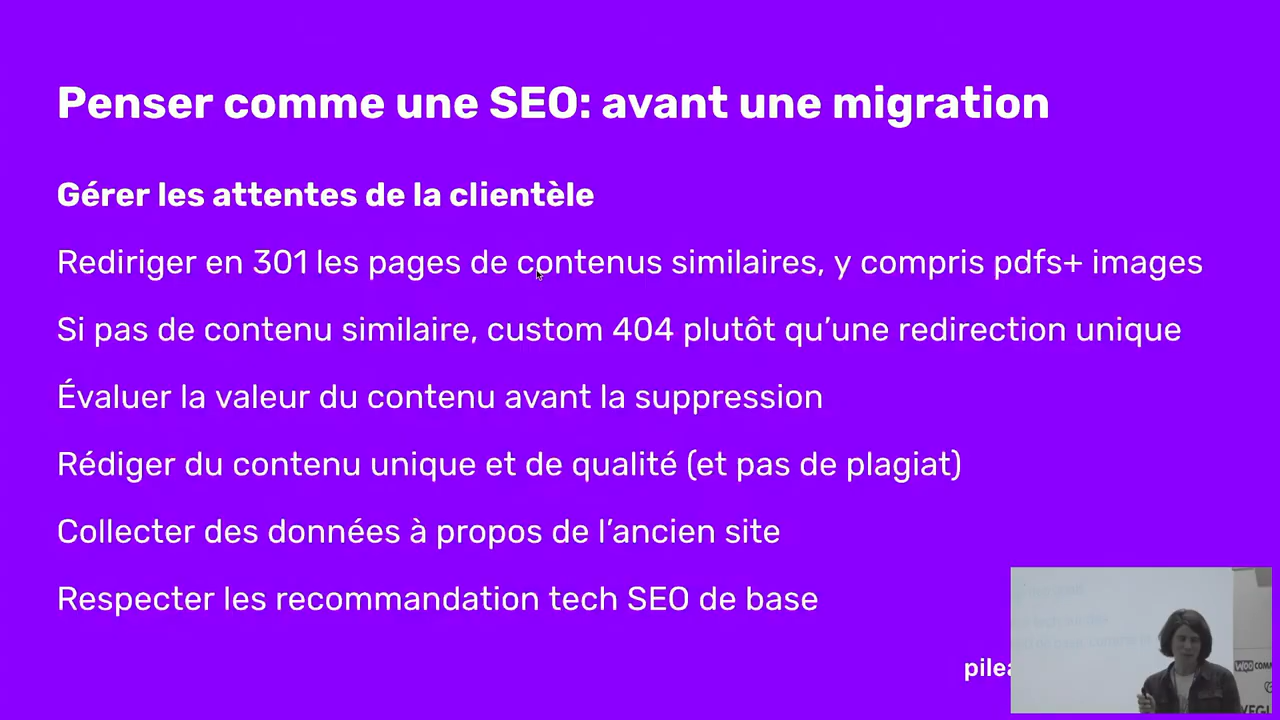 Penser comme une SEO: avant une migration
Gérer les attentes de la clientèle
Rediriger en 301 les pages de contenus similaires, y compris pdfs+ images
Si pas de contenu similaire, custom 404 plutôt qu’une redirection unique
Évaluer la valeur du contenu avant la suppression
Rédiger du contenu unique et de qualité (et pas de plagiat)
Collecter des données à propos de l’ancien site
Respecter les recommandation tech SEO de base
WOO